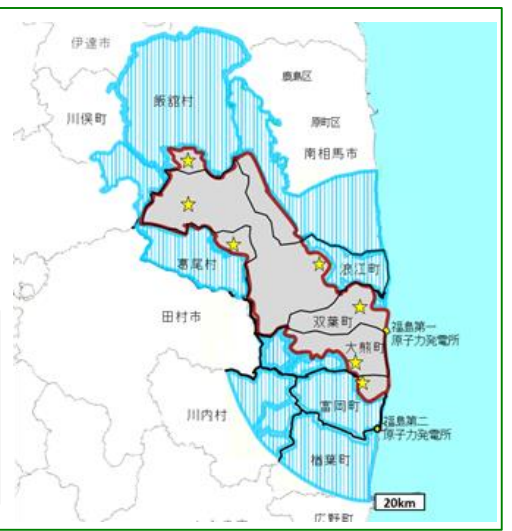 伊達市
鹿島区
飯舘村
川俣町
原町区
南相馬市
浪江町
葛尾村
田村市
双葉町
福島第一
原子力発電所
大熊町
富岡町
川内村
福島第二
原子力発電所
楢葉町
20km
広野町